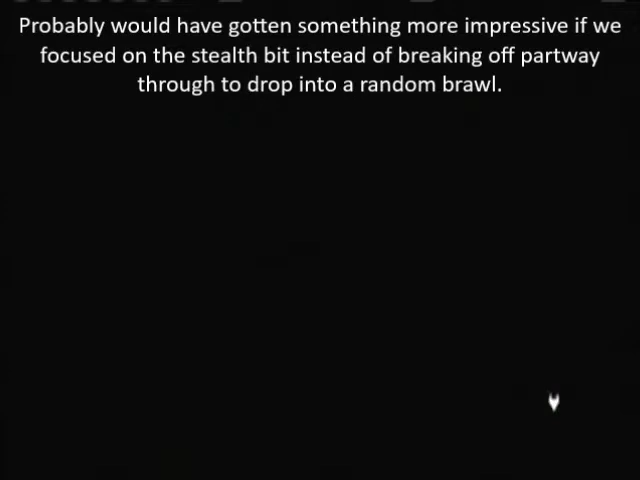 Probably would have gotten something more impressive if we
focused on the stealth bit instead of breaking off partway
through to drop into a random brawl.